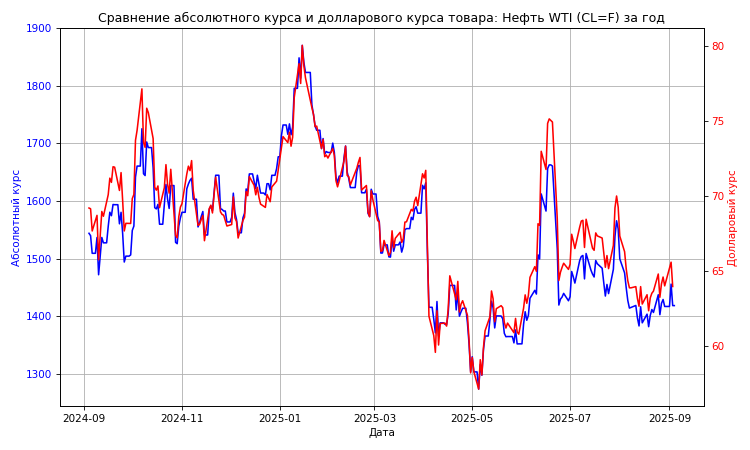 Сравнение абсолютного курса и долларового курса товара: Нефть WTI (CL=F) за год
1900
1800
1700
1600
1500
1400
1300
Абсолютный курс
80
75
70
65
60
Долларовый курс
2024-09 2024-11 2025-01 2025-03 2025-05 2025-07 2025-09
Дата